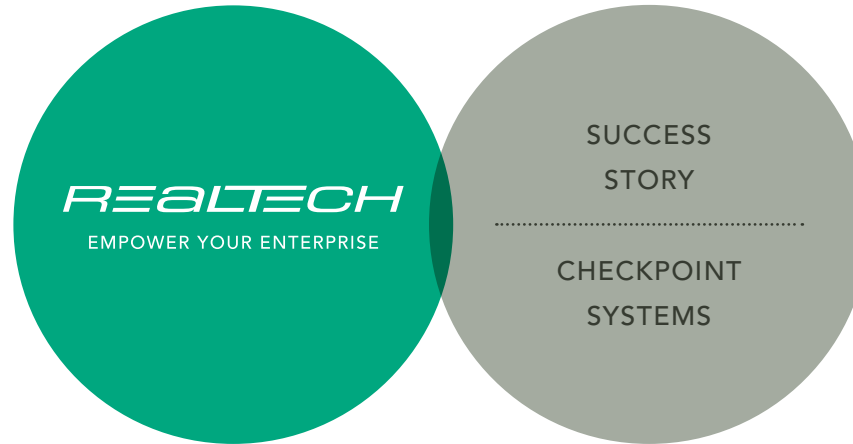 REALTECH
EMPOWER YOUR ENTERPRISE
SUCCESS
STORY
CHECKPOINT
SYSTEMS